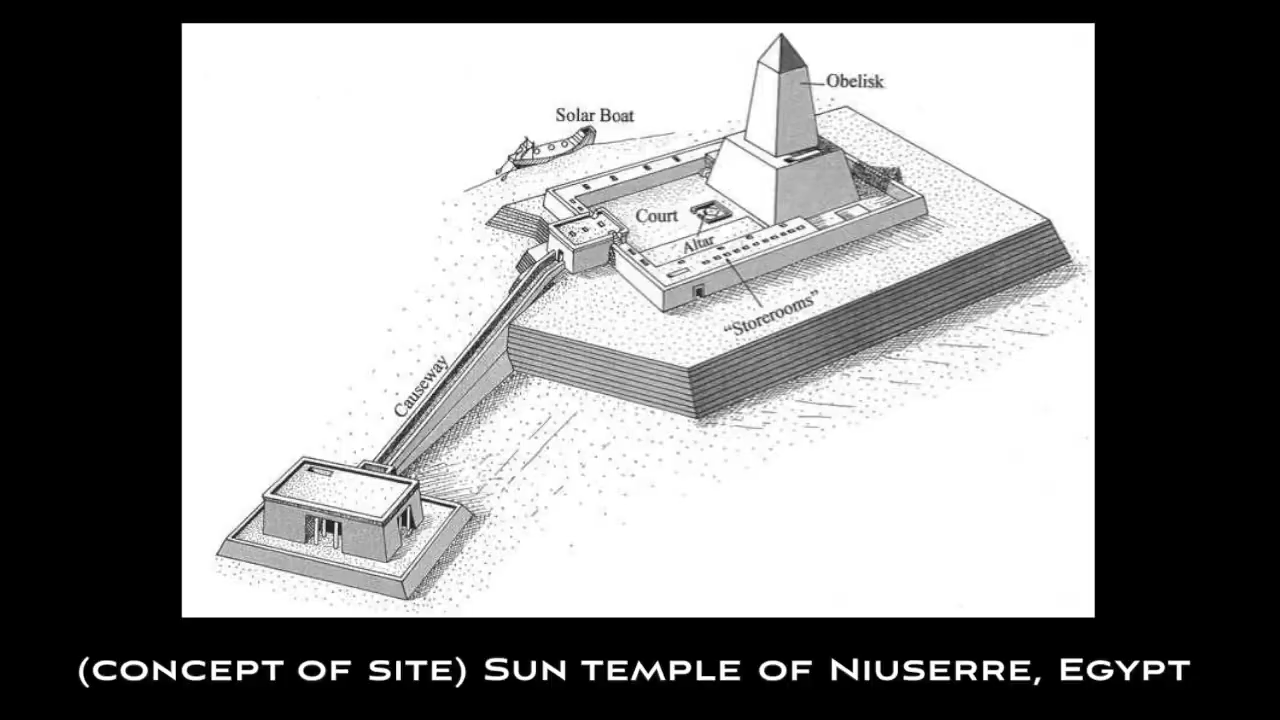 Obelisk
Solar Boat
Court
Altar
“Storerooms”
Causeway
(CONCEPT OF SITE) SUN TEMPLE OF NIUSERRE, EGYPT